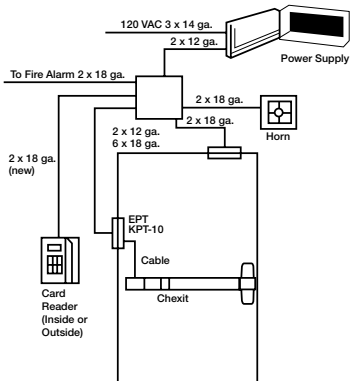 120 VAC 3 x 14 ga.
2 x 12 ga.
Power Supply
To Fire Alarm 2 x 18 ga.
2 x 18 ga.
Horn
2 x 18 ga.
2 x 12 ga.
6 x 18 ga.
2 x 18 ga.
(new)
EPT
KPT-10
Cable
Chexit
Card
Reader
(Inside or
Outside)